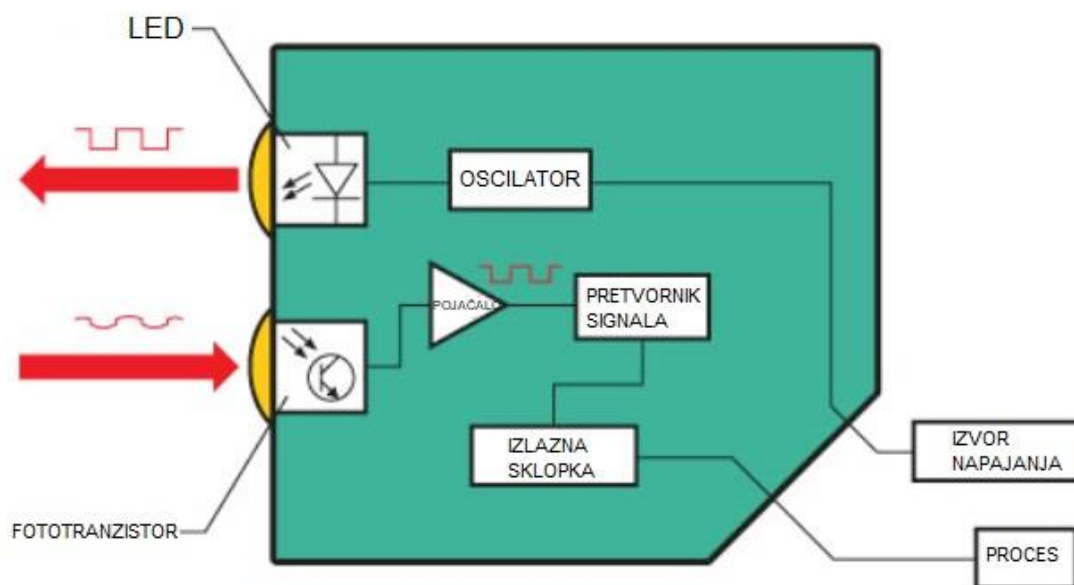 LED
OSCILATOR
POJAČALO
PRETVORNIK
SIGNALA
IZLAZNA
SKLOPKA
IZVOR
NAPAJANJA
FOTOTRANZISTOR
PROCES